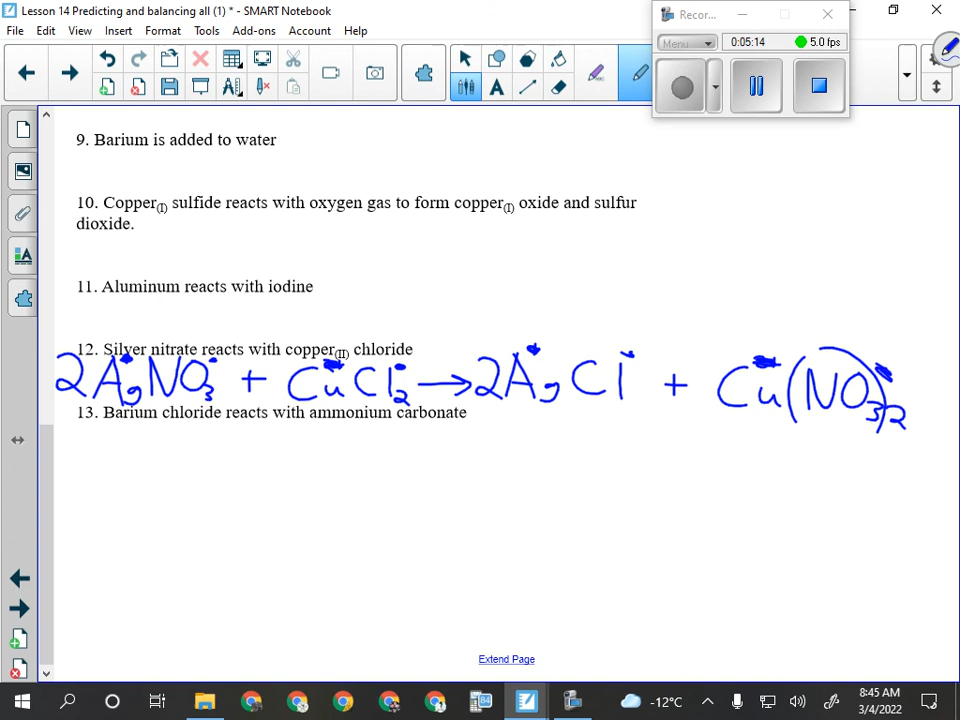 Lesson 14 Predicting and balancing all (1) * - SMART Notebook
Recor...
File Edit View Insert Format Tools Add-ons Account Help
Menu 0:05:14 5.0 fps
9. Barium is added to water
10. Copper(I) sulfide reacts with oxygen gas to form copper(I) oxide and sulfur
dioxide.
11. Aluminum reacts with iodine
12. Silver nitrate reacts with copper(II) chloride
2AgNO3 + CuCl2 → 2AgCl + Cu(NO3)2
13. Barium chloride reacts with ammonium carbonate
Extend Page
-12°C
8:45 AM
3/4/2022